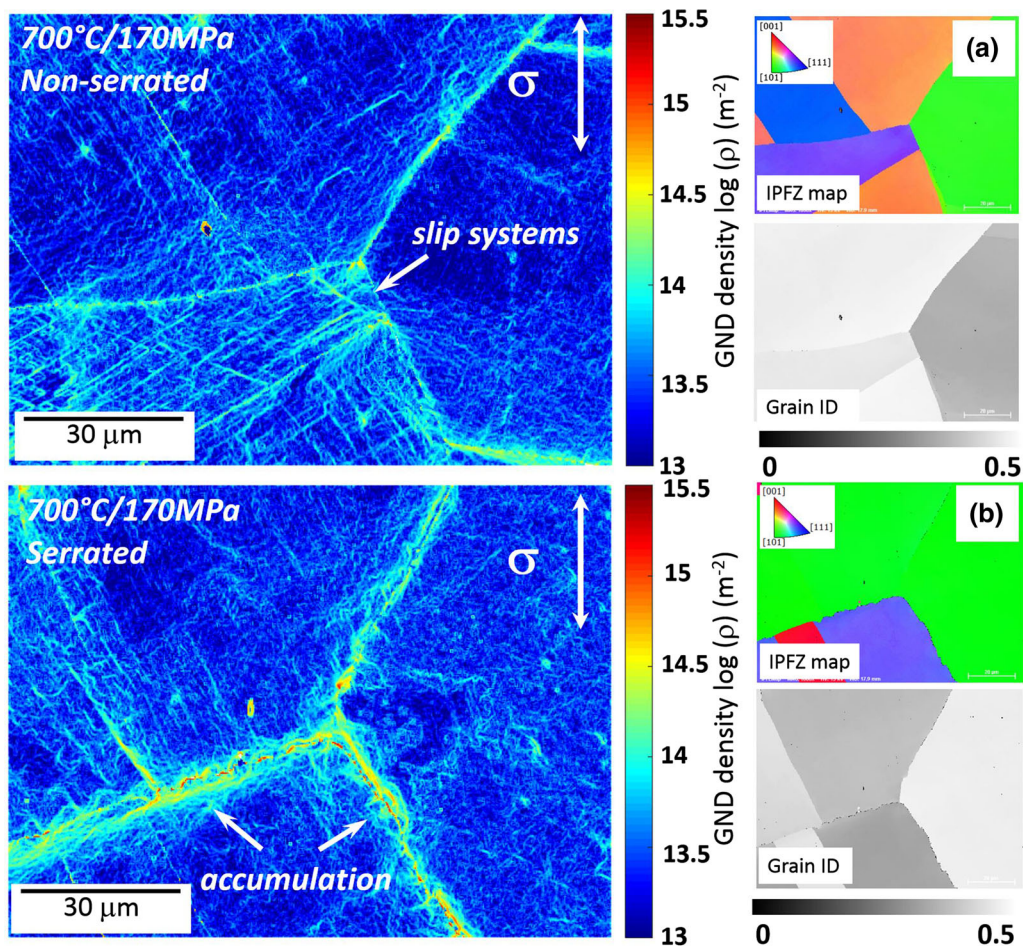 700°C/170MPa
Non-serrated
σ
slip systems
30 μm
15.5
15
14.5
14
13.5
13
GND density log (ρ) (m-2)
[001]
[111]
[101]
(a)
IPFZ map
Grain ID
0
0.5
700°C/170MPa
Serrated
σ
accumulation
30 μm
15.5
15
14.5
14
13.5
13
GND density log (ρ) (m-2)
[001]
[111]
[101]
(b)
IPFZ map
Grain ID
0
0.5